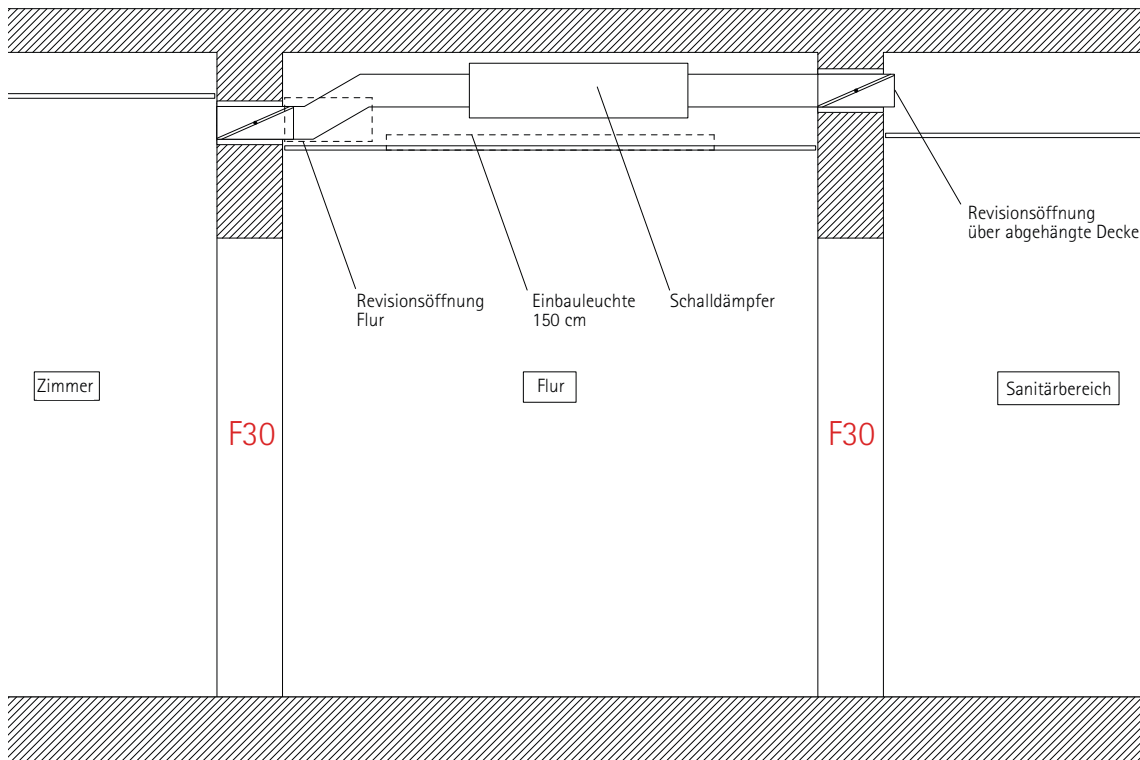 Revisionsöffnung
über abgehängte Decke
Revisionsöffnung
Flur
Einbauleuchte
150 cm
Schalldämpfer
Zimmer
Flur
Sanitärbereich
F30
F30